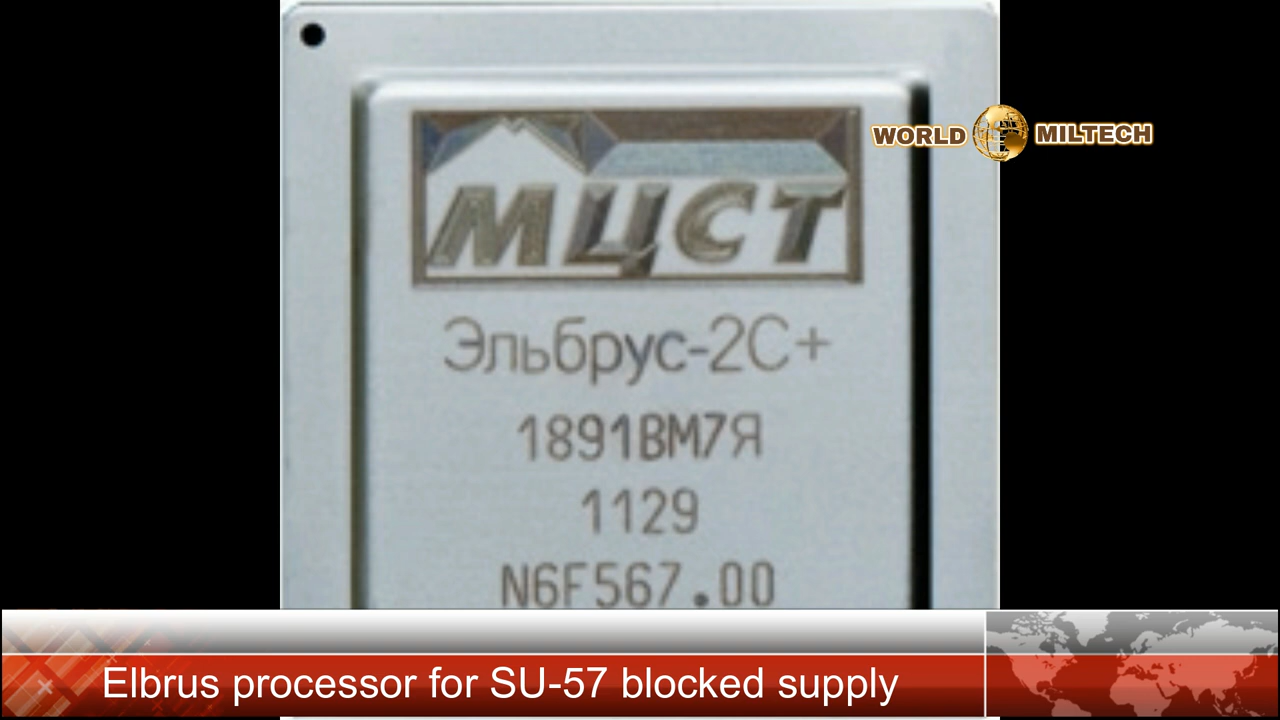 WORLD MILTECH
МЦСТ
Эльбрус-2С+
1891ВМ7Я
1129
N6F567.00
Elbrus processor for SU-57 blocked supply